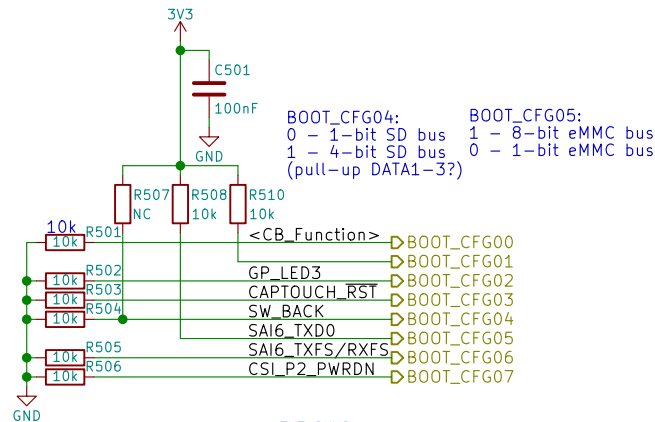 3V3
C501
100nF
GND
BOOT_CFG04:
0 - 1-bit SD bus
1 - 4-bit SD bus
(pull-up DATA1-3?)
BOOT_CFG05:
1 - 8-bit eMMC bus
0 - 1-bit eMMC bus
R507
NC
R508
10k
R510
10k
10k
R501
10k
<CB_Function>
BOOT_CFG00
BOOT_CFG01
R502
10k
GP_LED3
BOOT_CFG02
R503
10k
CAPTOUCH_RST
BOOT_CFG03
R504
10k
SW_BACK
BOOT_CFG04
SAI6_TXD0
BOOT_CFG05
R505
10k
SAI6_TXFS/RXFS
BOOT_CFG06
R506
10k
CSI_P2_PWRDN
BOOT_CFG07
GND